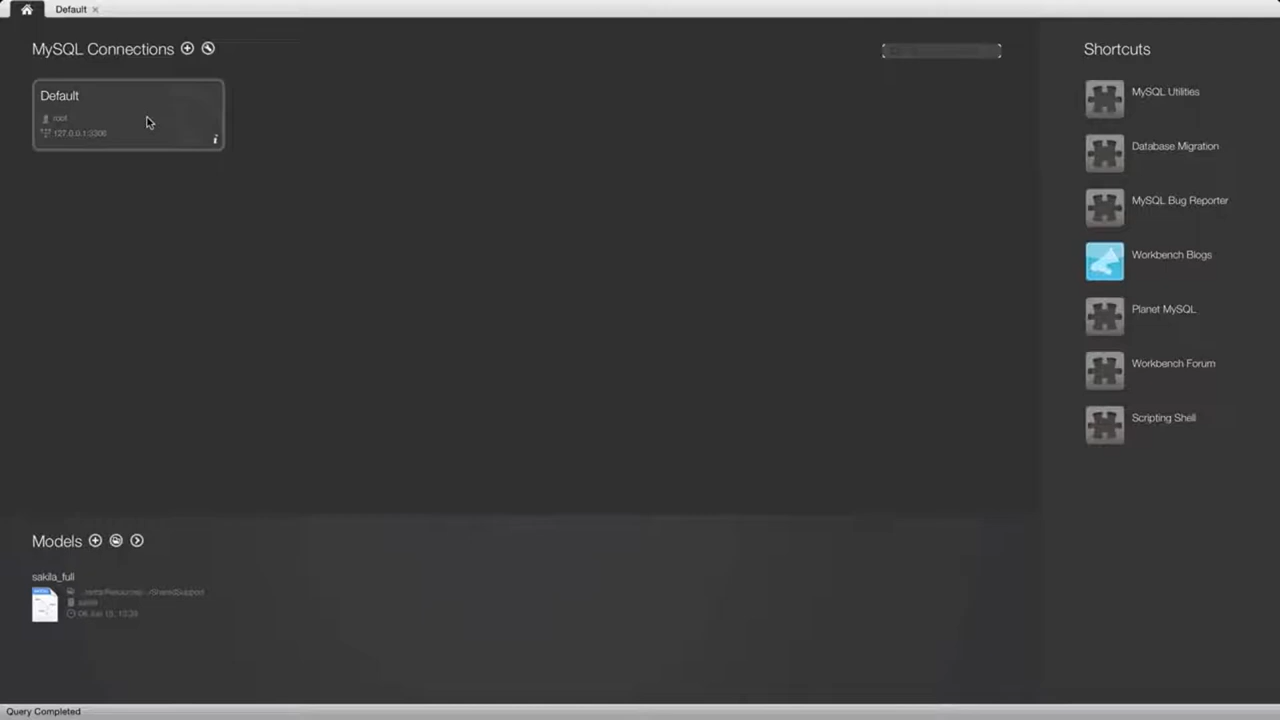 Default
MySQL Connections
Default
root
127.0.0.1:3306
Shortcuts
MySQL Utilities
Database Migration
MySQL Bug Reporter
Workbench Blogs
Planet MySQL
Workbench Forum
Scripting Shell
Models
sakila_full
sakila
Query Completed